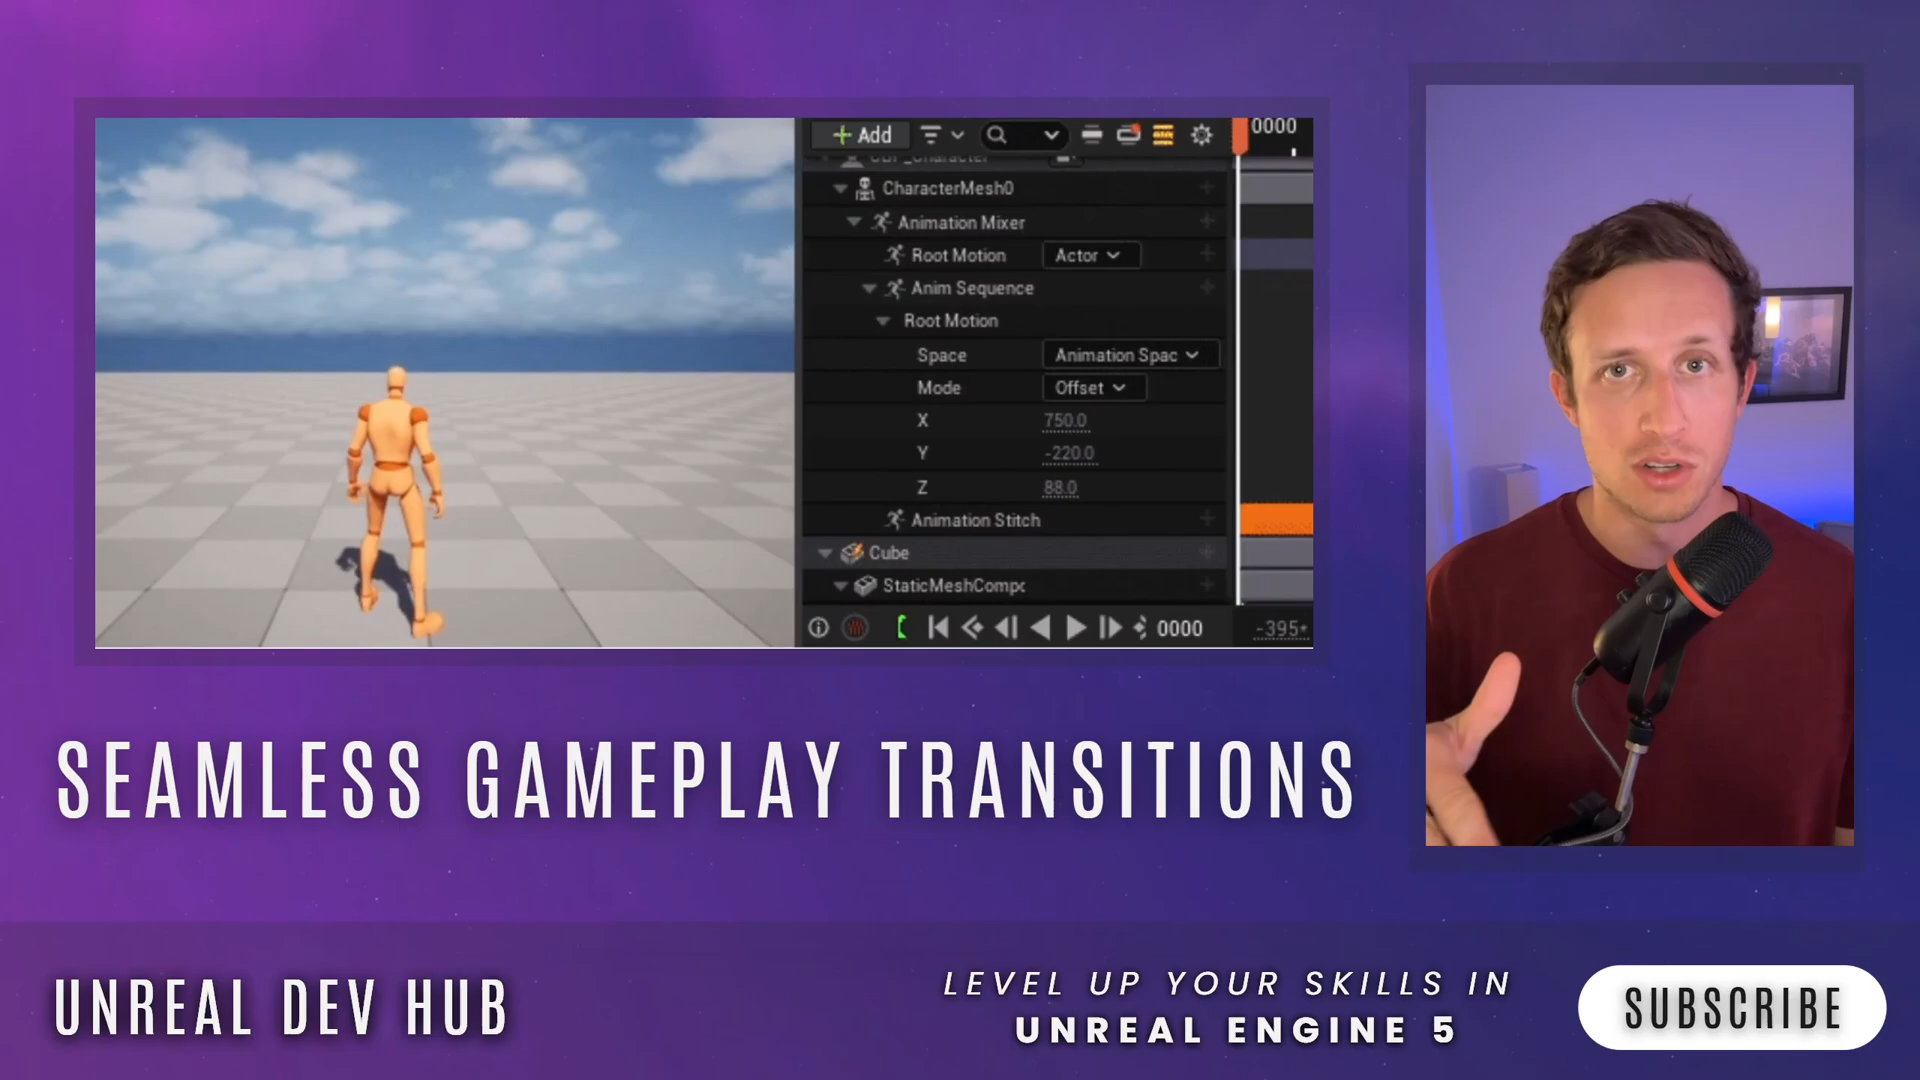 Add
0000
CharacterMesh0
Animation Mixer
Root Motion Actor
Anim Sequence
Root Motion
Space Animation Spac
Mode Offset
X 750.0
Y -220.0
Z 88.0
Animation Stitch
Cube
StaticMeshCompc
0000 -395*
SEAMLESS GAMEPLAY TRANSITIONS
UNREAL DEV HUB
LEVEL UP YOUR SKILLS IN
UNREAL ENGINE 5
SUBSCRIBE